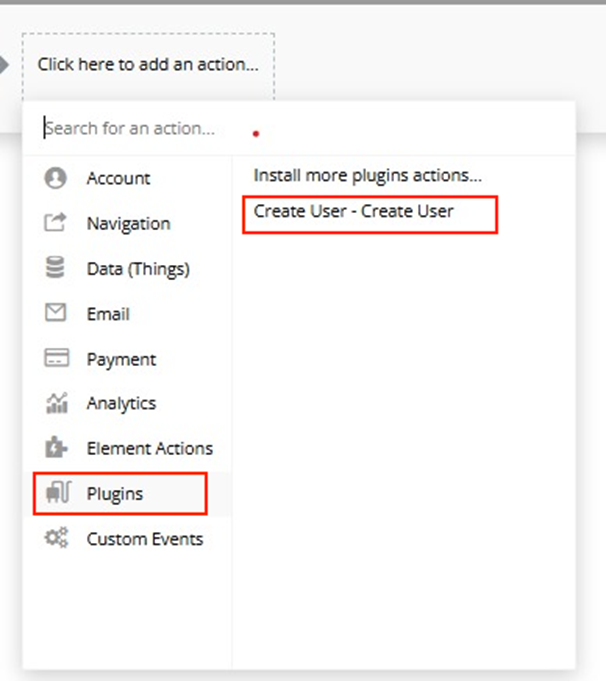 Click here to add an action...
Search for an action...
Account
Navigation
Data (Things)
Email
Payment
Analytics
Element Actions
Plugins
Custom Events
Install more plugins actions...
Create User - Create User